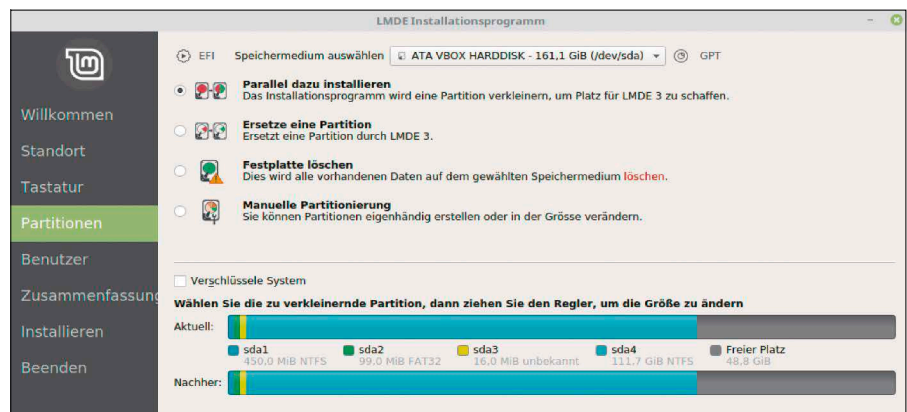 LMDE Installationsprogramm
EFI Speichermedium auswählen ATA VBOX HARDDISK - 161,1 GiB (/dev/sda) GPT
Parallel dazu installieren
Das Installationsprogramm wird eine Partition verkleinern, um Platz für LMDE 3 zu schaffen.
Ersetze eine Partition
Ersetzt eine Partition durch LMDE 3.
Festplatte löschen
Dies wird alle vorhandenen Daten auf dem gewählten Speichermedium löschen.
Manuelle Partitionierung
Sie können Partitionen eigenhändig erstellen oder in der Grösse verändern.
Willkommen
Standort
Tastatur
Partitionen
Benutzer
Zusammenfassung
Installieren
Beenden
Verschlüssele System
Wählen Sie die zu verkleinernde Partition, dann ziehen Sie den Regler, um die Größe zu ändern
Aktuell:
sda1 sda2 sda3 sda4 Freier Platz
450,0 MiB NTFS 99,0 MiB FAT32 16,0 MiB unbekannt 111,7 GiB NTFS 48,8 GiB
Nachher: